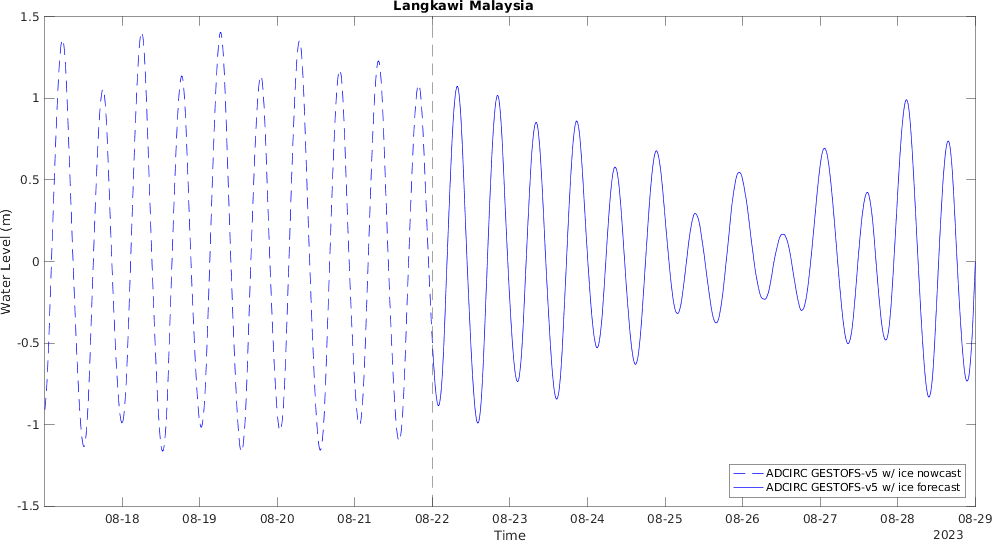 Langkawi Malaysia
Water Level (m)
1.5
1
0.5
0
-0.5
-1
-1.5
08-18 08-19 08-20 08-21 08-22 08-23 08-24 08-25 08-26 08-27 08-28 08-29
Time
2023
ADCIRC GESTOFS-v5 w/ ice nowcast
ADCIRC GESTOFS-v5 w/ ice forecast